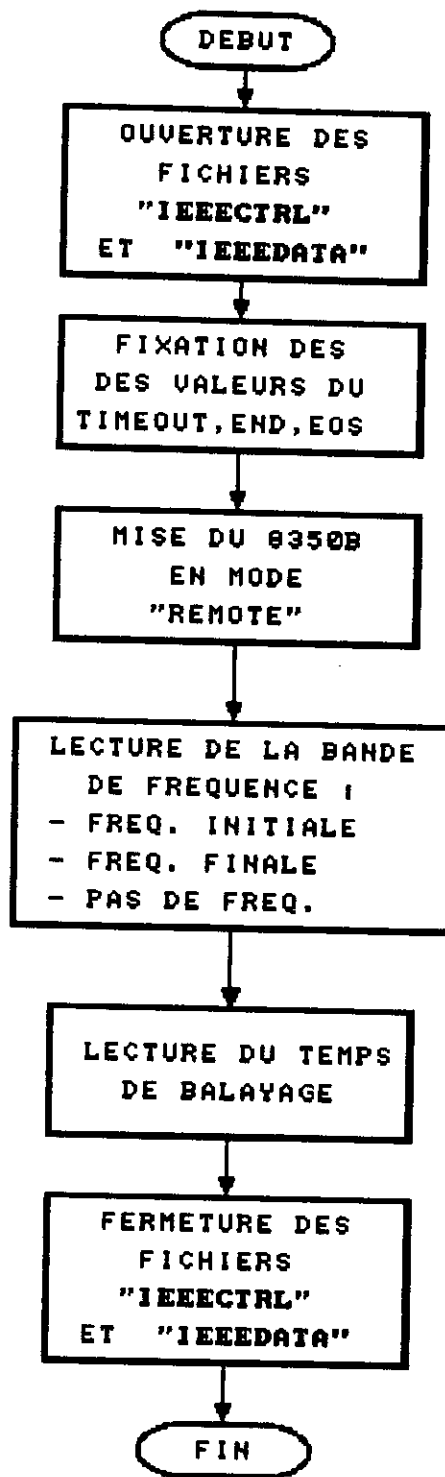 DEBUT
OUVERTURE DES
FICHIERS
"IEEECTRL"
ET "IEEEDATA"
FIXATION DES
DES VALEURS DU
TIMEOUT,END,EOS
MISE DU 8350B
EN MODE
"REMOTE"
LECTURE DE LA BANDE
DE FREQUENCE :
- FREQ. INITIALE
- FREQ. FINALE
- PAS DE FREQ.
LECTURE DU TEMPS
DE BALAYAGE
FERMETURE DES
FICHIERS
"IEEECTRL"
ET "IEEEDATA"
FIN